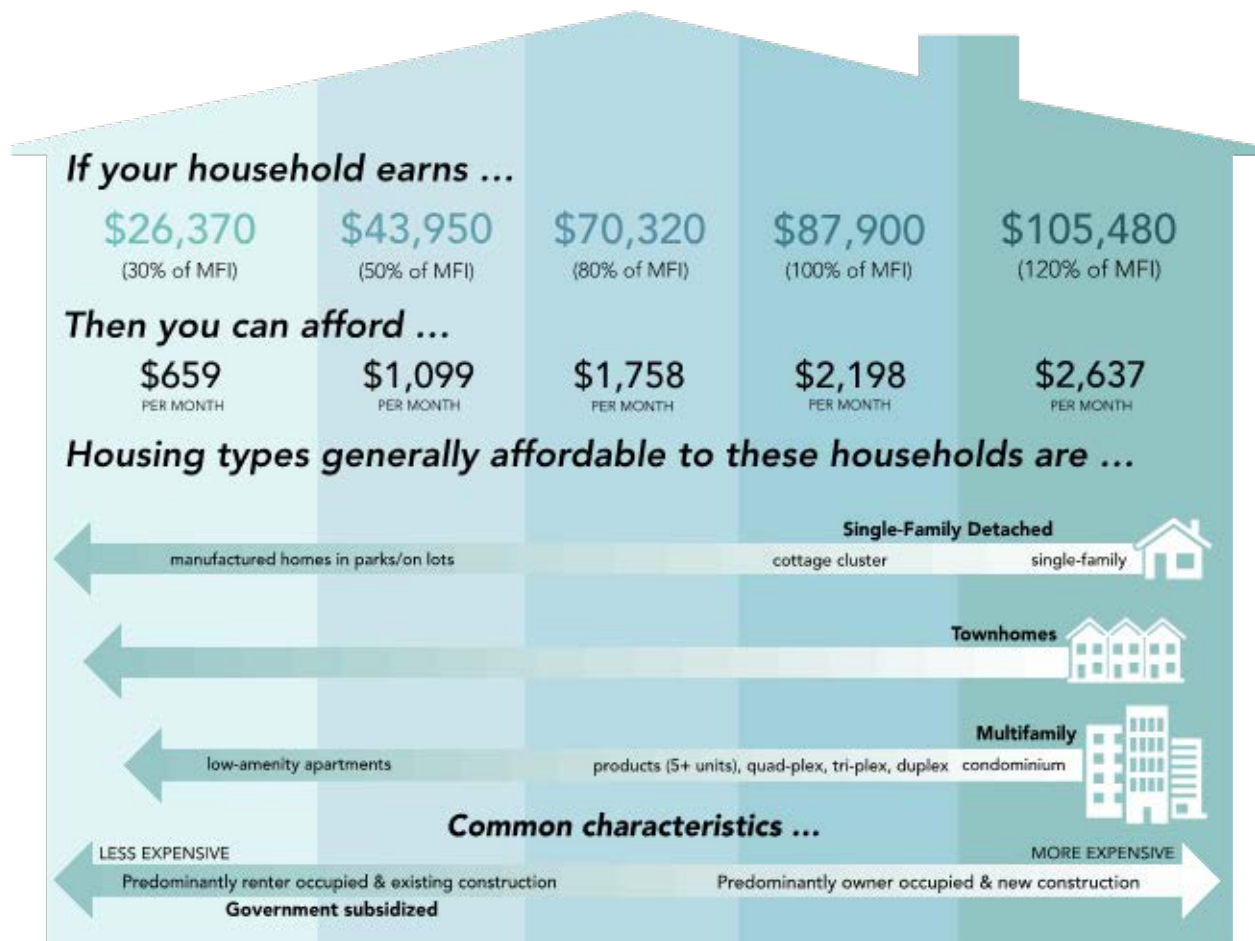 If your household earns ...
$26,370 $43,950 $70,320 $87,900 $105,480
(30% of MFI) (50% of MFI) (80% of MFI) (100% of MFI) (120% of MFI)
Then you can afford ...
$659 $1,099 $1,758 $2,198 $2,637
PER MONTH PER MONTH PER MONTH PER MONTH PER MONTH
Housing types generally affordable to these households are ...
Single-Family Detached
manufactured homes in parks/on lots cottage cluster single-family
Townhomes
Multifamily
low-amenity apartments products (5+ units), quad-plex, tri-plex, duplex condominium
Common characteristics ...
LESS EXPENSIVE MORE EXPENSIVE
Predominantly renter occupied & existing construction Predominantly owner occupied & new construction
Government subsidized